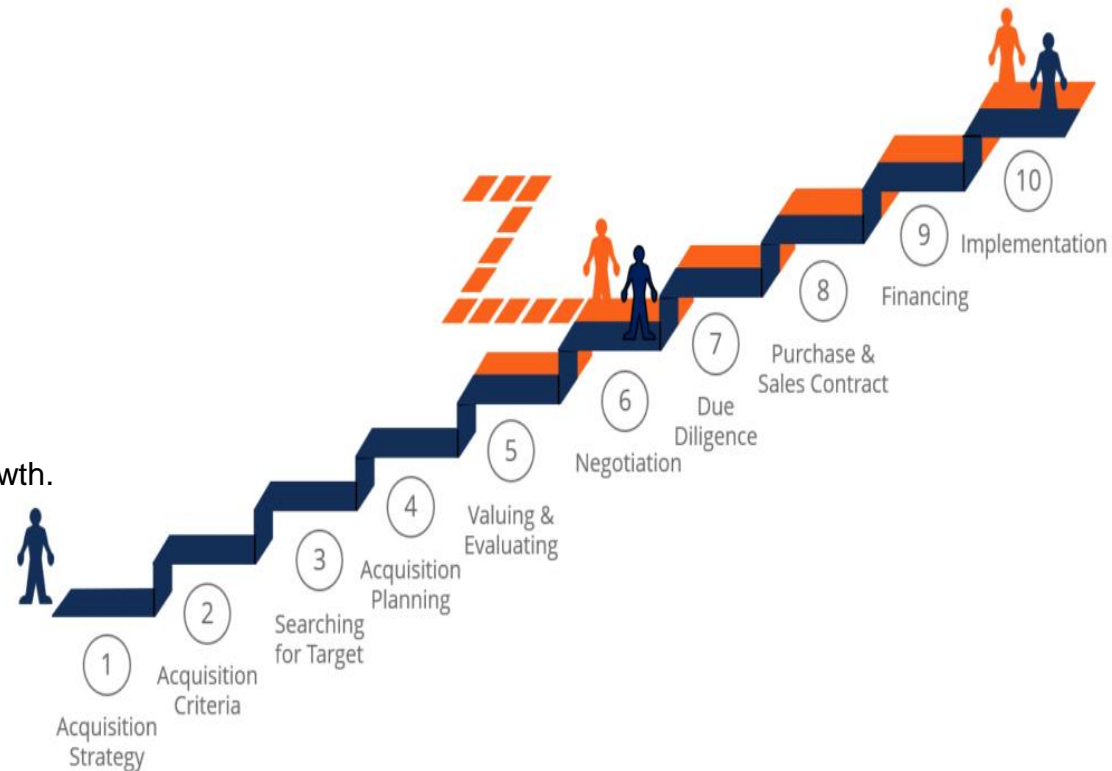 wth.
1
Acquisition
Strategy
2
Acquisition
Criteria
3
Searching
for Target
4
Acquisition
Planning
5
Valuing &
Evaluating
6
Negotiation
7
Due
Diligence
8
Purchase &
Sales Contract
9
Financing
10
Implementation